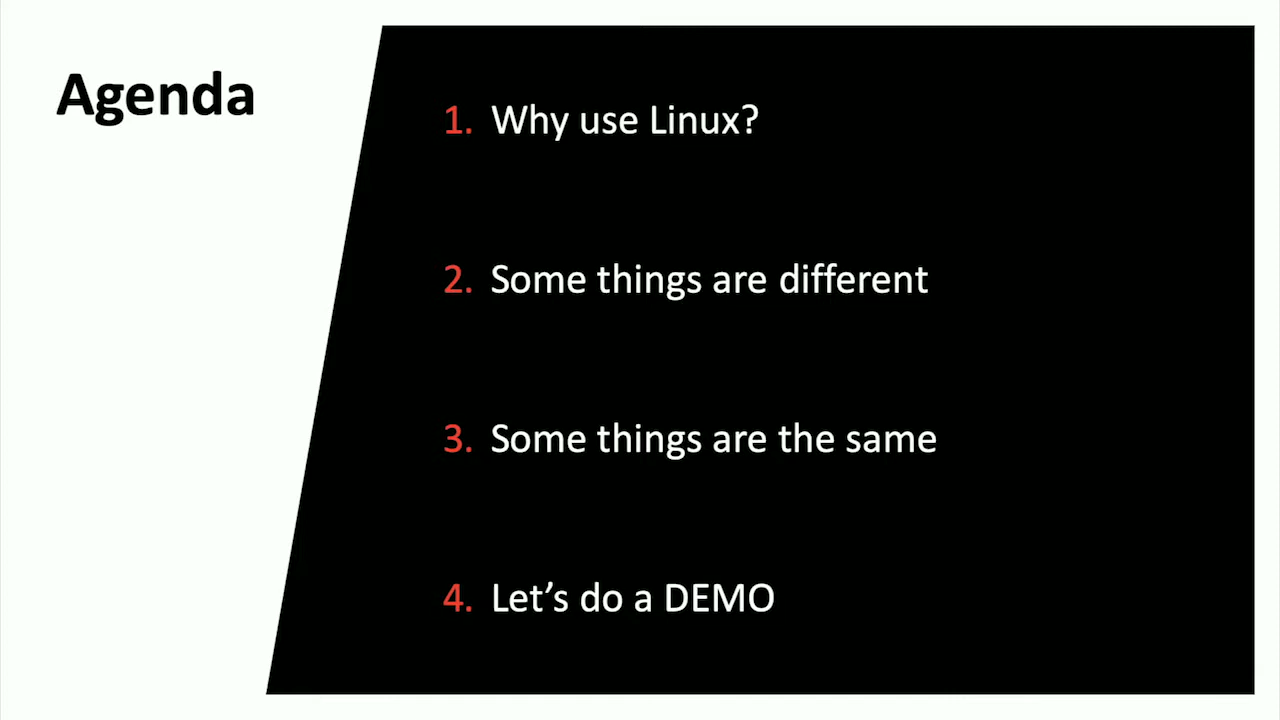 Agenda
1. Why use Linux?
2. Some things are different
3. Some things are the same
4. Let’s do a DEMO